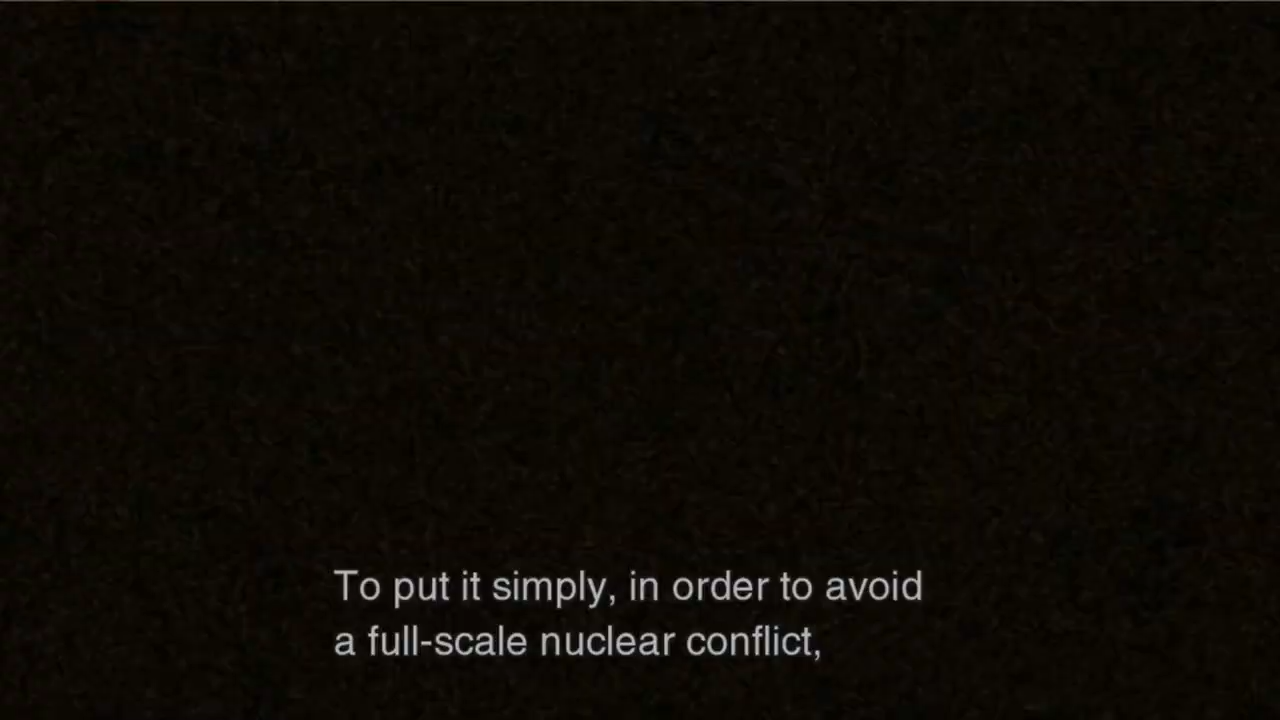 To put it simply, in order to avoid
a full-scale nuclear conflict,